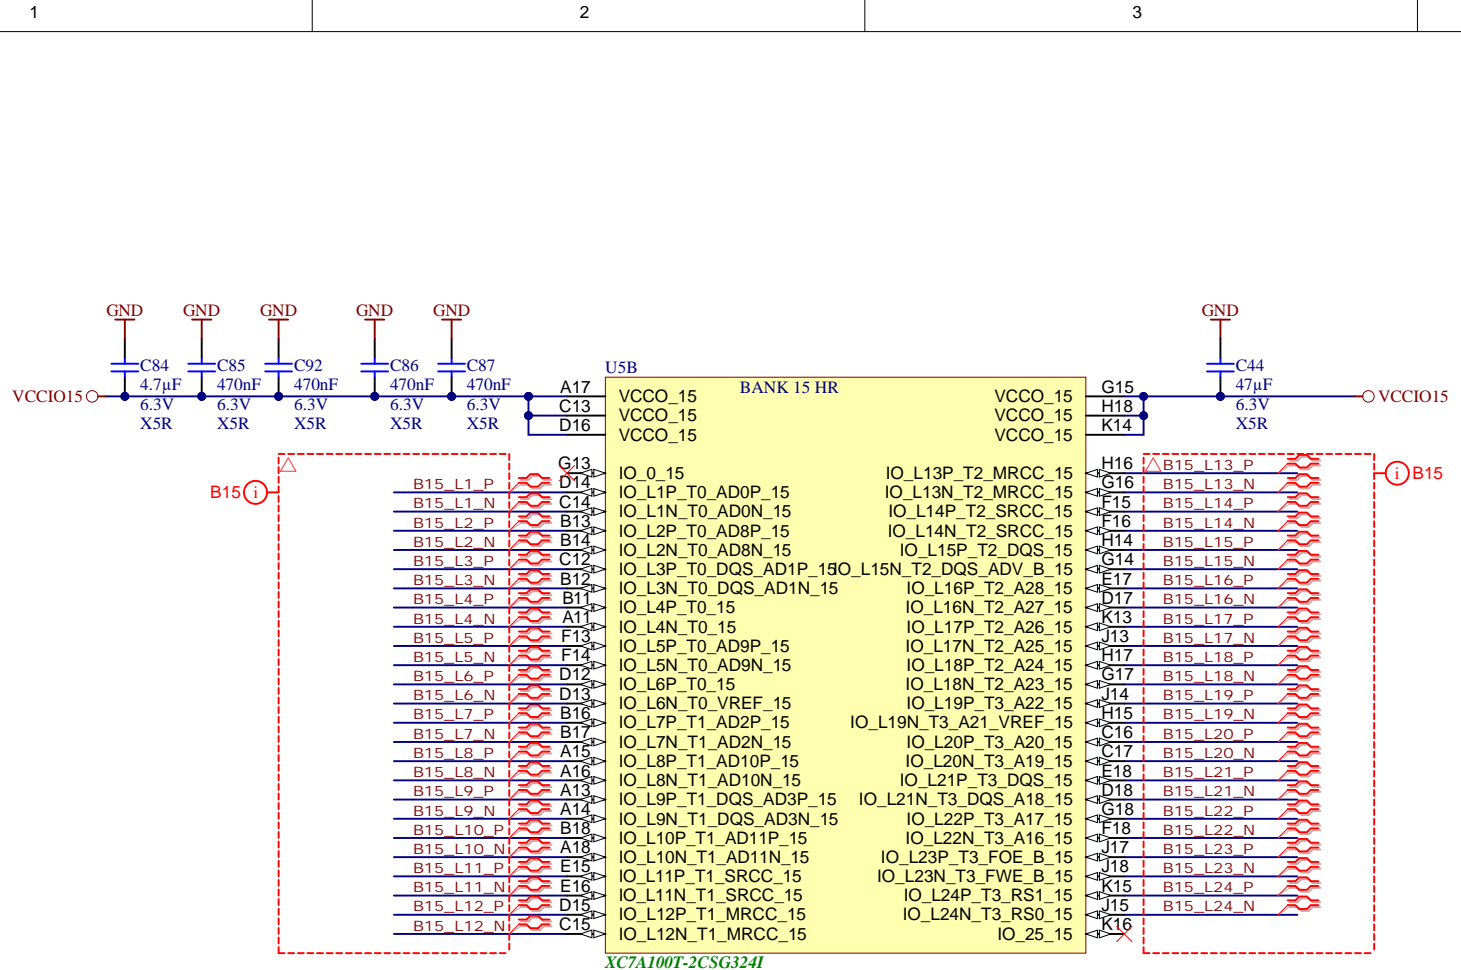 1 2 3
GND GND GND GND GND GND
C84 C85 C92 C86 C87 U5B C44
4.7µF 470nF 470nF 470nF 470nF A17 BANK 15 HR G15 47µF
VCCIO15 VCCO_15 VCCO_15 VCCIO15
6.3V 6.3V 6.3V 6.3V 6.3V C13 VCCO_15 VCCO_15 H18 6.3V
X5R X5R X5R X5R X5R D16 VCCO_15 VCCO_15 K14 X5R
G13 IO_0_15 IO_L13P_T2_MRCC_15 H16 B15_L13_P
B15 i i B15
B15_L1_P D14 IO_L1P_T0_AD0P_15 IO_L13N_T2_MRCC_15 G16 B15_L13_N
B15_L1_N C14 IO_L1N_T0_AD0N_15 IO_L14P_T2_SRCC_15 F15 B15_L14_P
B15_L2_P B13 IO_L2P_T0_AD8P_15 IO_L14N_T2_SRCC_15 F16 B15_L14_N
B15_L2_N B14 IO_L2N_T0_AD8N_15 IO_L15P_T2_DQS_15 H14 B15_L15_P
B15_L3_P C12 IO_L3P_T0_DQS_AD1P_15 IO_L15N_T2_DQS_ADV_B_15 G14 B15_L15_N
B15_L3_N B12 IO_L3N_T0_DQS_AD1N_15 IO_L16P_T2_A28_15 E17 B15_L16_P
B15_L4_P B11 IO_L4P_T0_15 IO_L16N_T2_A27_15 D17 B15_L16_N
B15_L4_N A11 IO_L4N_T0_15 IO_L17P_T2_A26_15 K13 B15_L17_P
B15_L5_P F13 IO_L5P_T0_AD9P_15 IO_L17N_T2_A25_15 J13 B15_L17_N
B15_L5_N F14 IO_L5N_T0_AD9N_15 IO_L18P_T2_A24_15 H17 B15_L18_P
B15_L6_P D12 IO_L6P_T0_15 IO_L18N_T2_A23_15 G17 B15_L18_N
B15_L6_N D13 IO_L6N_T0_VREF_15 IO_L19P_T3_A22_15 J14 B15_L19_P
B15_L7_P B16 IO_L7P_T1_AD2P_15 IO_L19N_T3_A21_VREF_15 H15 B15_L19_N
B15_L7_N B17 IO_L7N_T1_AD2N_15 IO_L20P_T3_A20_15 C16 B15_L20_P
B15_L8_P A15 IO_L8P_T1_AD10P_15 IO_L20N_T3_A19_15 C17 B15_L20_N
B15_L8_N A16 IO_L8N_T1_AD10N_15 IO_L21P_T3_DQS_15 E18 B15_L21_P
B15_L9_P A13 IO_L9P_T1_DQS_AD3P_15 IO_L21N_T3_DQS_A18_15 D18 B15_L21_N
B15_L9_N A14 IO_L9N_T1_DQS_AD3N_15 IO_L22P_T3_A17_15 G18 B15_L22_P
B15_L10_P B18 IO_L10P_T1_AD11P_15 IO_L22N_T3_A16_15 F18 B15_L22_N
B15_L10_N A18 IO_L10N_T1_AD11N_15 IO_L23P_T3_FOE_B_15 J17 B15_L23_P
B15_L11_P E15 IO_L11P_T1_SRCC_15 IO_L23N_T3_FWE_B_15 J18 B15_L23_N
B15_L11_N E16 IO_L11N_T1_SRCC_15 IO_L24P_T3_RS1_15 K15 B15_L24_P
B15_L12_P D15 IO_L12P_T1_MRCC_15 IO_L24N_T3_RS0_15 J15 B15_L24_N
B15_L12_N C15 IO_L12N_T1_MRCC_15 IO_25_15 K16
XC7A100T-2CSG324I